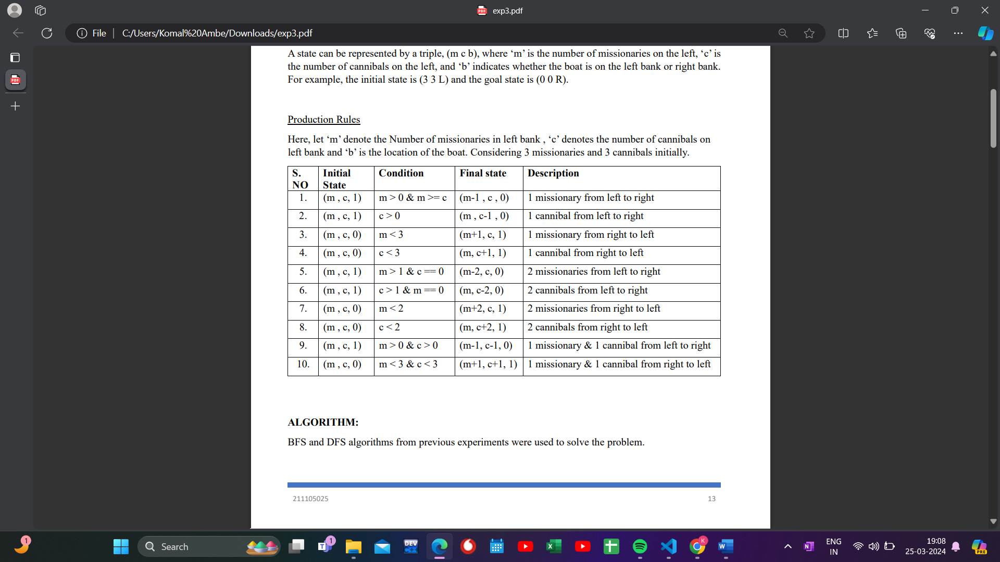 exp3.pdf
File
C:/Users/Komal%20Ambe/Downloads/exp3.pdf
A state can be represented by a triple, (m c b), where ‘m’ is the number of missionaries on the left, ‘c’ is
the number of cannibals on the left, and ‘b’ indicates whether the boat is on the left bank or right bank.
For example, the initial state is (3 3 L) and the goal state is (0 0 R).
Production Rules
Here, let ‘m’ denote the Number of missionaries in left bank , ‘c’ denotes the number of cannibals on
left bank and ‘b’ is the location of the boat. Considering 3 missionaries and 3 cannibals initially.
S. NO Initial State Condition Final state Description
1. (m , c, 1) m > 0 & m >= c (m-1 , c , 0) 1 missionary from left to right
2. (m , c, 1) c > 0 (m , c-1 , 0) 1 cannibal from left to right
3. (m , c, 0) m < 3 (m+1, c, 1) 1 missionary from right to left
4. (m , c, 0) c < 3 (m, c+1, 1) 1 cannibal from right to left
5. (m , c, 1) m > 1 & c == 0 (m-2, c, 0) 2 missionaries from left to right
6. (m , c, 1) c > 1 & m == 0 (m, c-2, 0) 2 cannibals from left to right
7. (m , c, 0) m < 2 (m+2, c, 1) 2 missionaries from right to left
8. (m , c, 0) c < 2 (m, c+2, 1) 2 cannibals from right to left
9. (m , c, 1) m > 0 & c > 0 (m-1, c-1, 0) 1 missionary & 1 cannibal from left to right
10. (m , c, 0) m < 3 & c < 3 (m+1, c+1, 1) 1 missionary & 1 cannibal from right to left
ALGORITHM:
BFS and DFS algorithms from previous experiments were used to solve the problem.
211105025 13
1
Search
1
DEV
C++
K
W
N
ENG
IN
19:08
25-03-2024
PRE